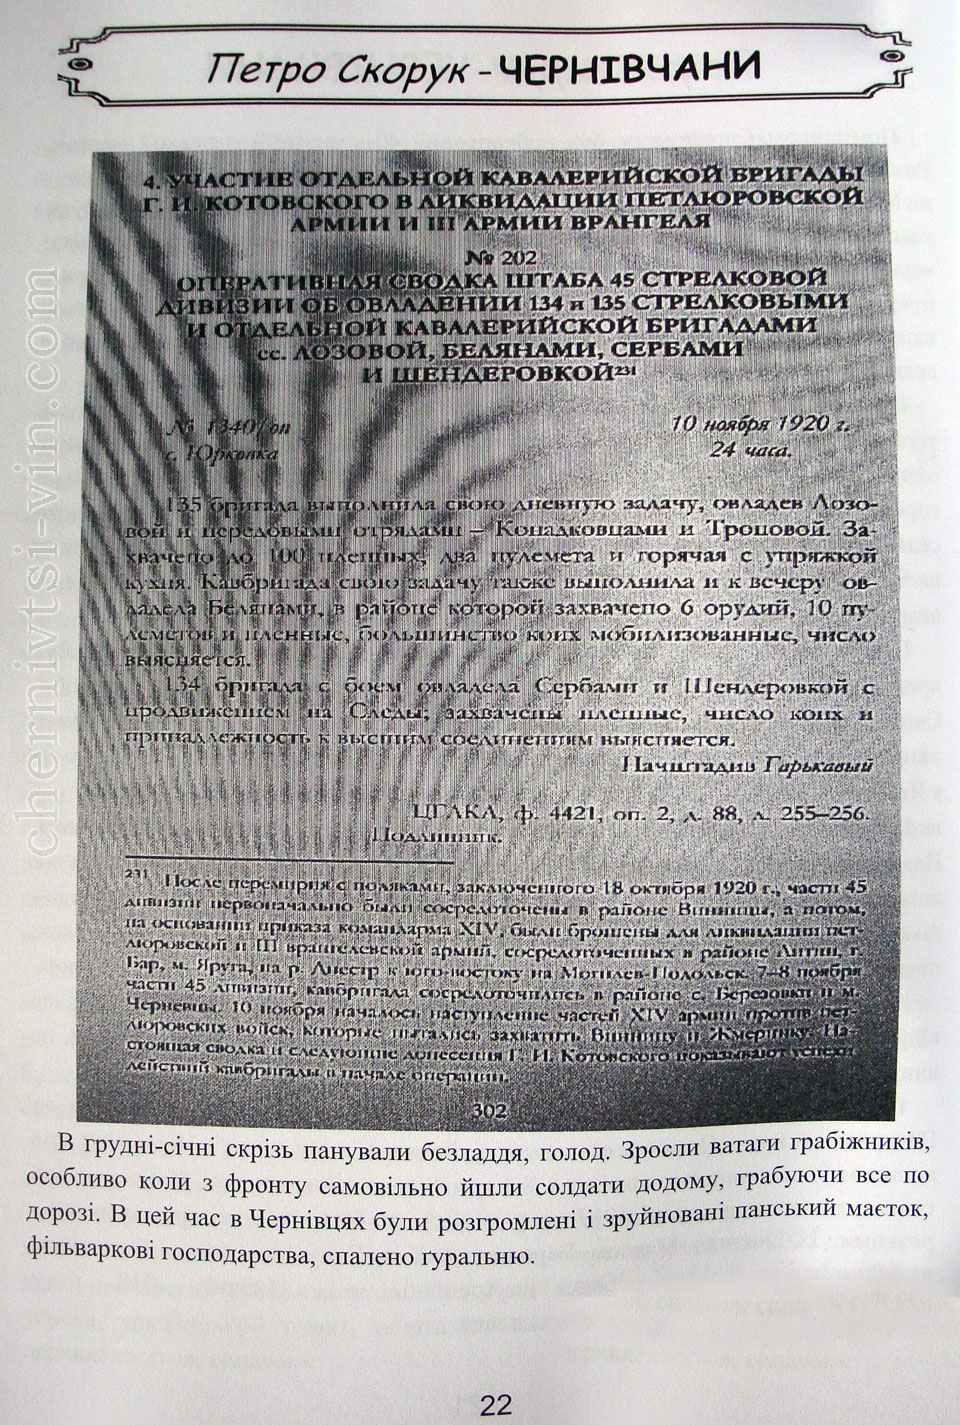 Петро Скорук - ЧЕРНІВЧАНИ
4. УЧАСТИЕ ОТДЕЛЬНОЙ КАВАЛЕРИЙСКОЙ БРИГАДЫ
Г. И. КОТОВСКОГО В ЛИКВИДАЦИИ ПЕТЛЮРОВСКОЙ
АРМИИ И III АРМИИ ВРАНГЕЛЯ
№ 202
ОПЕРАТИВНАЯ СВОДКА ШТАБА 45 СТРЕЛКОВОЙ
ДИВИЗИИ ОБ ОВЛАДЕНИИ 134 и 135 СТРЕЛКОВЫМИ
И ОТДЕЛЬНОЙ КАВАЛЕРИЙСКОЙ БРИГАДАМИ
сс. ЛОЗОВОЙ, БЕЛЯНАМИ, СЕРБАМИ
И ШЕНДЕРОВКОЙ²³¹
№ 1340/оп
10 ноября 1920 г.
с. Юрковка
24 часа.
135 бригада выполнила свою дневную задачу, овладев Лозо-
вой и передовыми отрядами – Конадковцами и Троповой. За-
хвачено до 100 пленных, два пулемета и горячая с упряжкой
кухня. Кавбригада свою задачу также выполнила и к вечеру ов-
ладела Белянами, в районе которой захвачено 6 орудий, 10 пу-
леметов и пленные, большинство коих мобилизованные, число
выясняется.
134 бригада с боем овладела Сербами и Шендеровкой с
продвижением на Следы; захвачены пленные, число коих и
принадлежность к высшим соединениям выясняется.
Начштадив Гарькавый
ЦГАКА, ф. 4421, оп. 2, д. 88, л. 255–256.
Подлинник.
²³¹ После перемирия с поляками, заключенного 18 октября 1920 г., части 45
дивизии первоначально были сосредоточены в районе Винницы, а потом,
на основании приказа командарма XIV, были брошены для ликвидации пет-
люровской и III врангелевской армий, сосредоточенных в районе Литин, г.
Бар, м. Яруга, на р. Днестр к юго-востоку на Могилев-Подольск. 7–8 ноября
части 45 дивизии, кавбригада сосредоточились в районе с. Березовки и м.
Черневцы. 10 ноября началось наступление частей XIV армии против пет-
люровских войск, которые пытались захватить Винницу и Жмеринку. На-
стоящая сводка и следующие донесения Г. И. Котовского показывают успехи
действий кавбригады в начале операции.
302
В грудні-січні скрізь панували безладдя, голод. Зросли ватаги грабіжників,
особливо коли з фронту самовільно йшли солдати додому, грабуючи все по
дорозі. В цей час в Чернівцях були розгромлені і зруйновані панський маєток,
фільваркові господарства, спалено ґуральню.
22
chernivtsi-vin.com